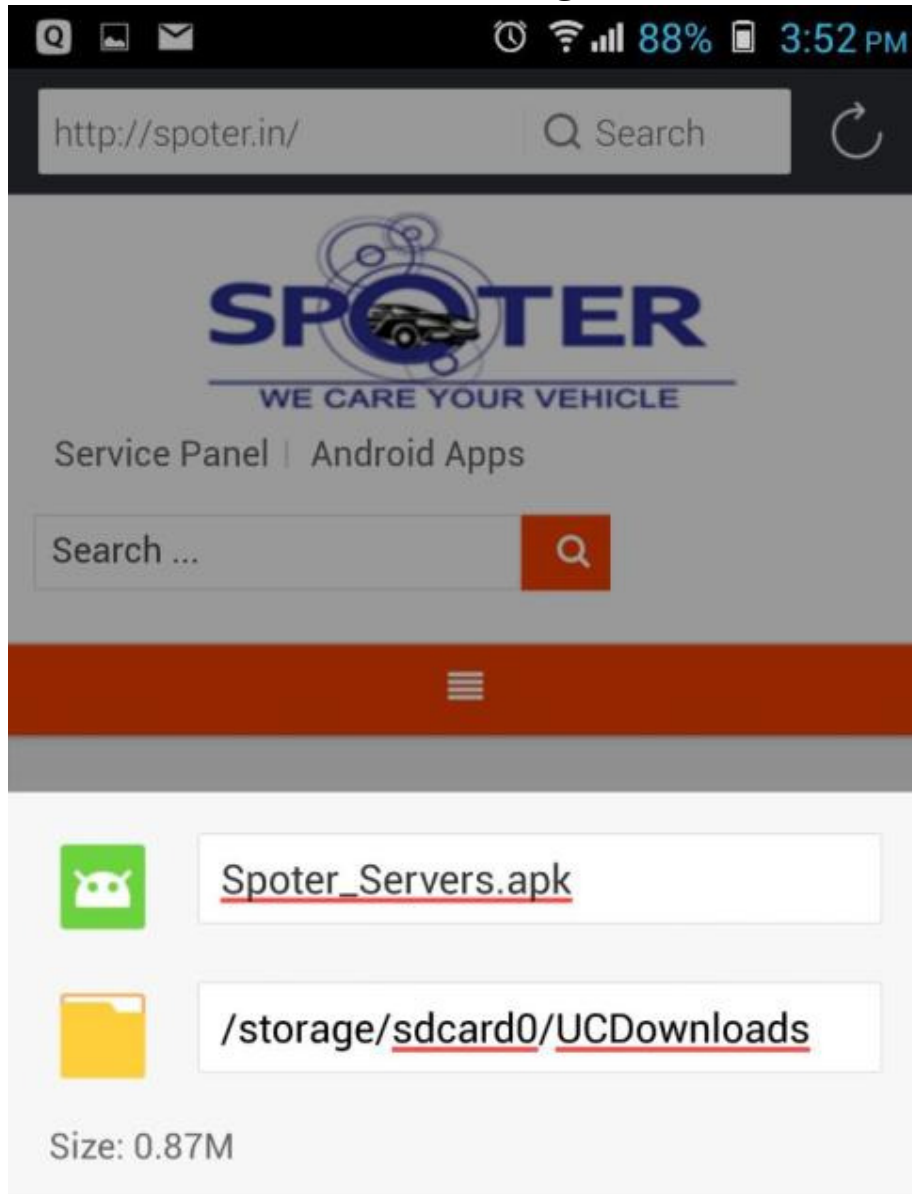 Q 88% 3:52 PM
http://spoter.in/ Search
SPOTER
WE CARE YOUR VEHICLE
Service Panel | Android Apps
Search ...
Spoter_Servers.apk
/storage/sdcard0/UCDownloads
Size: 0.87M